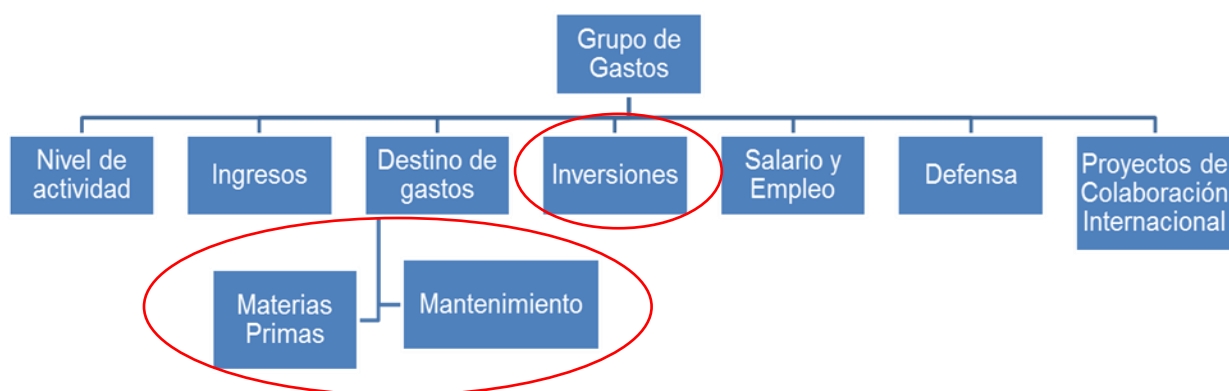 Grupo de
Gastos
Nivel de
actividad
Ingresos
Destino de
gastos
Inversiones
Salario y
Empleo
Defensa
Proyectos de
Colaboración
Internacional
Materias
Primas
Mantenimiento